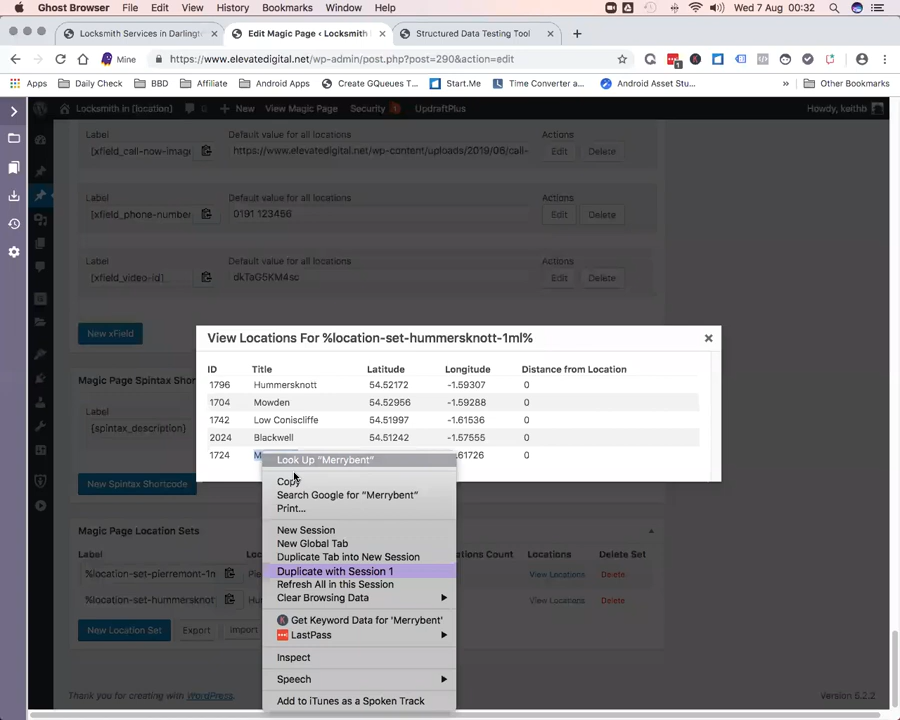 Ghost Browser File Edit View History Bookmarks Window Help Wed 7 Aug 00:32
Locksmith Services in Darlingt × Edit Magic Page ‹ Locksmith × Structured Data Testing Tool × +
Mine https://www.elevatedigital.net/wp-admin/post.php?post=290&action=edit
Apps Daily Check BBD Affiliate Android Apps Create GQueues T... Start.Me Time Converter a... Adobe Stock » Other Bookmarks
Locksmith in [location] 0 + New View Magic Page Security UpdraftPlus Howdy, keithb
Label Default value for all locations Actions
[xfield_call-now-imag https://www.elevatedigital.net/wp-content/uploads/2019/06/call- Edit Delete
Label Default value for all locations Actions
[xfield_phone-number 0191 123456 Edit Delete
Label Default value for all locations Actions
[xfield_video-id] dkTaG5KM4sc Edit Delete
New xField
View Locations For %location-set-hummersknott-1ml% ×
ID Title Latitude Longitude Distance from Location
1796 Hummersknott 54.52172 -1.59307 0
1704 Mowden 54.52956 -1.59288 0
1742 Low Coniscliffe 54.51997 -1.61536 0
2024 Blackwell 54.51242 -1.57555 0
1724 M .61726 0
Magic Page Spintax Shor
Label
[spintax_description]
New Spintax Shortcode
Look Up “Merrybent”
Copy
Search Google for “Merrybent”
Print...
New Session
New Global Tab
Duplicate Tab into New Session
Duplicate with Session 1
Refresh All in this Session
Clear Browsing Data
Get Keyword Data for 'Merrybent'
LastPass
Inspect
Speech
Add to iTunes as a Spoken Track
Magic Page Location Sets
Label ations Count Locations Delete Set
%location-set-pierremont-1m Pie View Locations Delete
%location-set-hummersknot Hu View Locations Delete
New Location Set Export Import
Thank you for creating with WordPress. Version 5.2.2